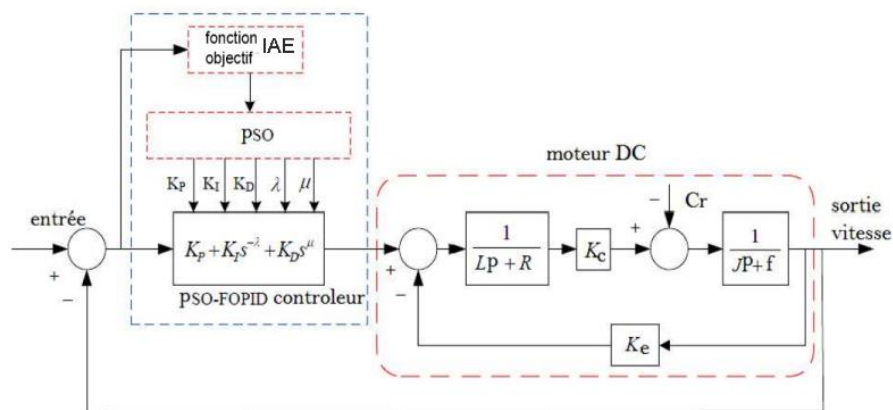 fonction
objectif IAE
PSO
K_P K_I K_D λ μ
moteur DC
entrée
+
−
K_P + K_I s^{-λ} + K_D s^μ
PSO-FOPID controleur
+
−
1
Lp + R
K_c
+
− Cr
1
Jp+f
sortie
vitesse
K_e